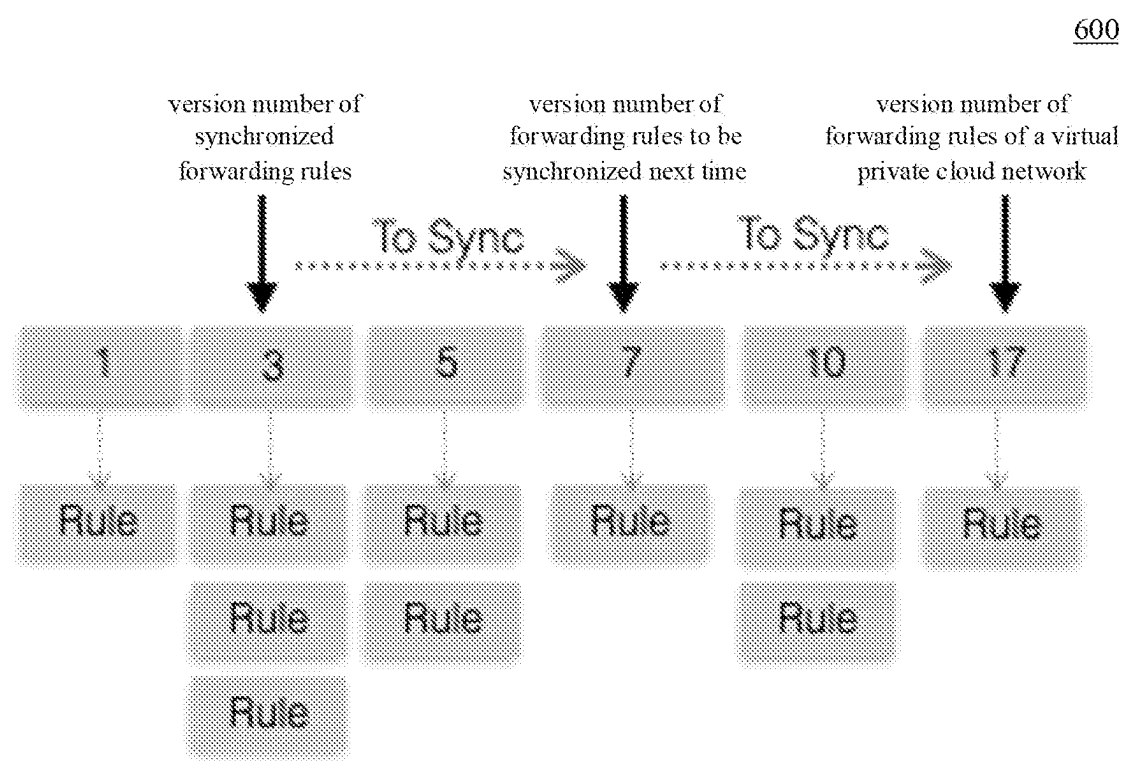 600
version number of
synchronized
forwarding rules
version number of
forwarding rules to be
synchronized next time
version number of
forwarding rules of a virtual
private cloud network
To Sync
To Sync
1
3
5
7
10
17
Rule
Rule
Rule
Rule
Rule
Rule
Rule
Rule
Rule
Rule